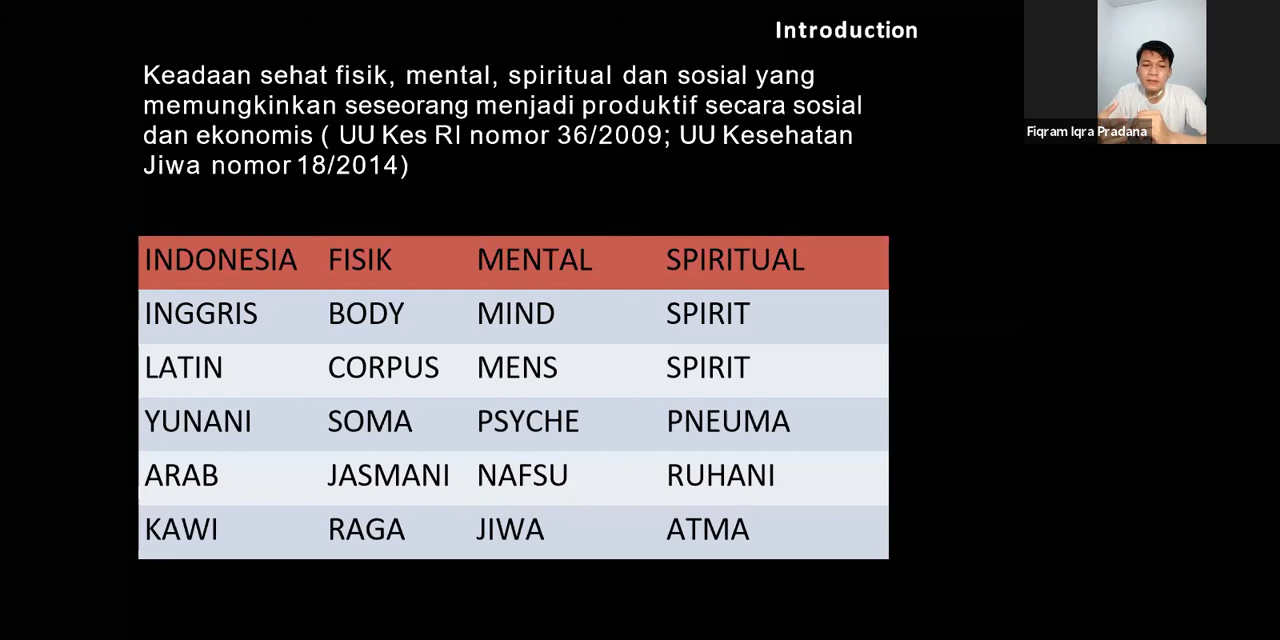 Introduction
Keadaan sehat fisik, mental, spiritual dan sosial yang
memungkinkan seseorang menjadi produktif secara sosial
dan ekonomis ( UU Kes RI nomor 36/2009; UU Kesehatan
Jiwa nomor 18/2014)
Fiqram Iqra Pradana
INDONESIA FISIK MENTAL SPIRITUAL
INGGRIS BODY MIND SPIRIT
LATIN CORPUS MENS SPIRIT
YUNANI SOMA PSYCHE PNEUMA
ARAB JASMANI NAFSU RUHANI
KAWI RAGA JIWA ATMA